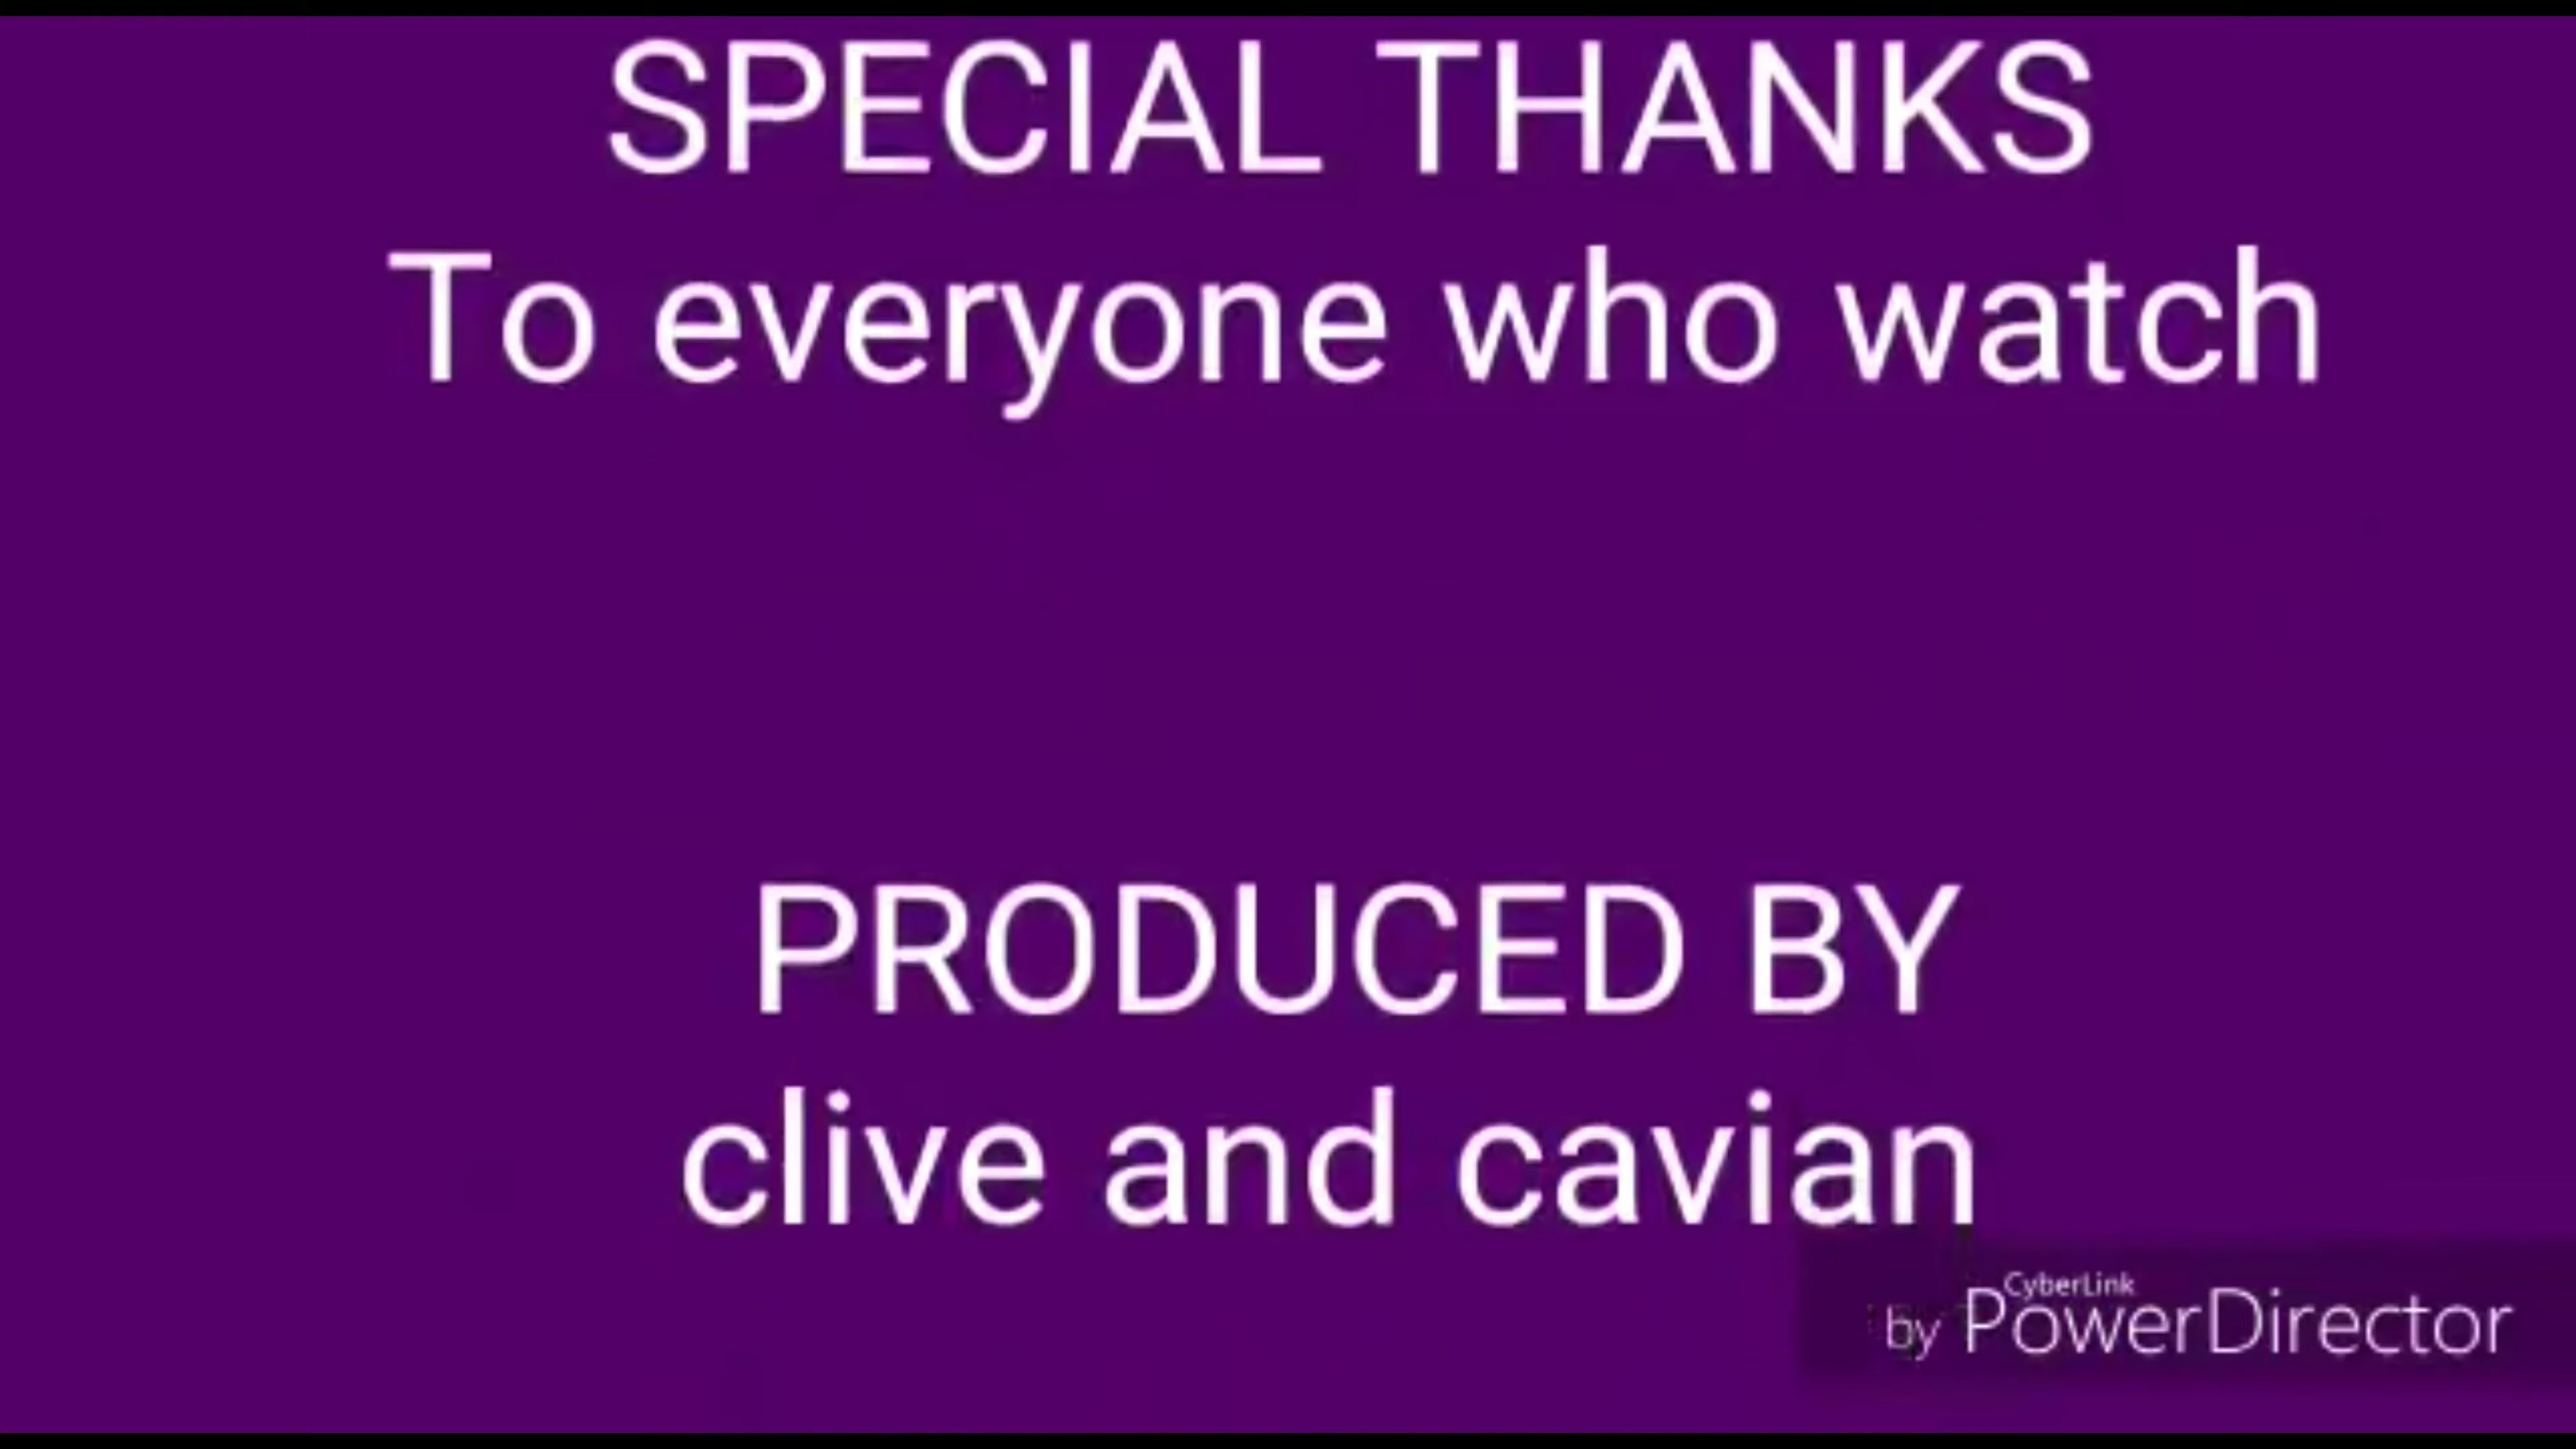 SPECIAL THANKS
To everyone who watch
PRODUCED BY
clive and cavian
CyberLink
by PowerDirector